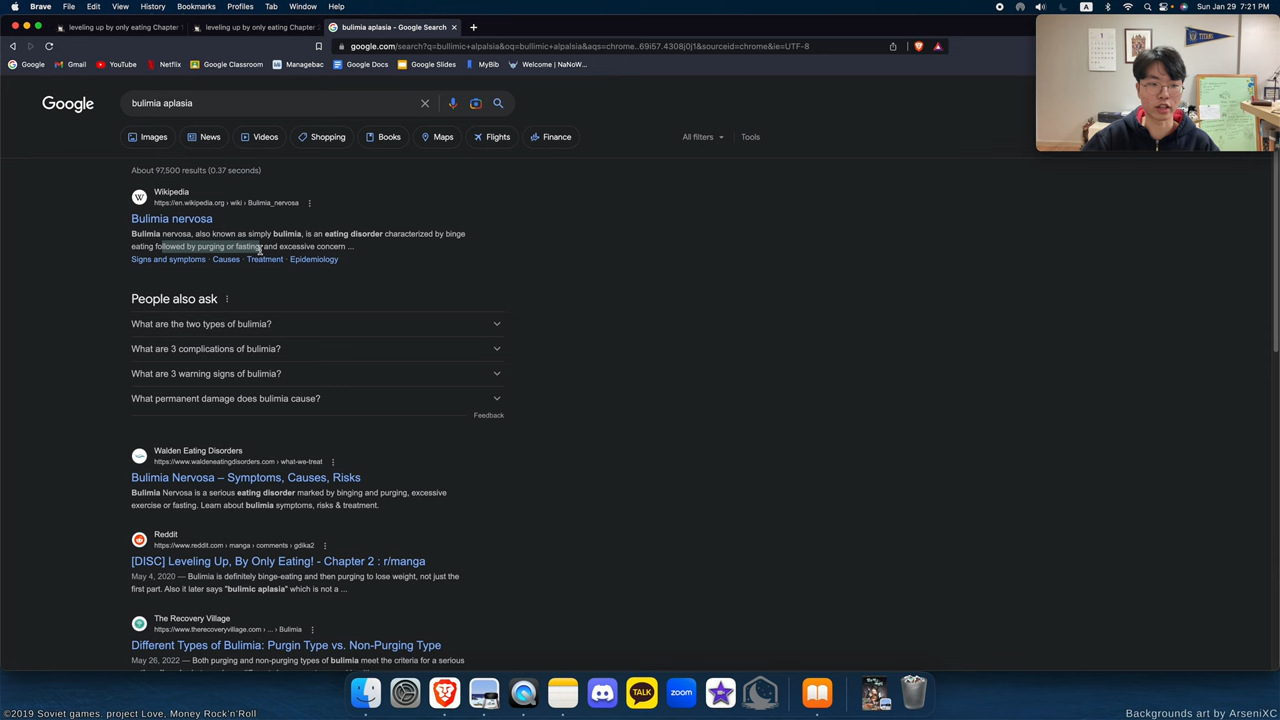 Brave File Edit View History Bookmarks Profiles Tab Window Help
A Sun Jan 29 7:21 PM
leveling up by only eating Chapter
leveling up by only eating Chapter
bulimia aplasia - Google Search
google.com/search?q=bullimic+alpalsia&oq=bullimic+alpalsia&aqs=chrome..69i57.4308j0j1&sourceid=chrome&ie=UTF-8
Google Gmail YouTube Netflix Google Classroom Managebac Google Docs Google Slides MySib Welcome | NaNoW...
TITANS
Google
bulimia aplasia
Images News Videos Shopping Books Maps Flights Finance All filters Tools
About 97,500 results (0.37 seconds)
W
Wikipedia
https://en.wikipedia.org › wiki › Bulimia_nervosa
Bulimia nervosa
Bulimia nervosa, also known as simply bulimia, is an eating disorder characterized by binge
eating followed by purging or fasting, and excessive concern ...
Signs and symptoms · Causes · Treatment · Epidemiology
People also ask
What are the two types of bulimia?
What are 3 complications of bulimia?
What are 3 warning signs of bulimia?
What permanent damage does bulimia cause?
Feedback
Walden Eating Disorders
https://www.waldeneatingdisorders.com › what-we-treat
Bulimia Nervosa – Symptoms, Causes, Risks
Bulimia Nervosa is a serious eating disorder marked by binging and purging, excessive
exercise or fasting. Learn about bulimia symptoms, risks & treatment.
Reddit
https://www.reddit.com › manga › comments › gdika2
[DISC] Leveling Up, By Only Eating! - Chapter 2 : r/manga
May 4, 2020 — Bulimia is definitely binge-eating and then purging to lose weight, not just the
first part. Also it later says "bulimic aplasia" which is not a ...
The Recovery Village
https://www.therecoveryvillage.com › ... › Bulimia
Different Types of Bulimia: Purgin Type vs. Non-Purging Type
May 26, 2022 — Both purging and non-purging types of bulimia meet the criteria for a serious
TALK
zoom
©2019 Soviet games. project Love, Money Rock'n'Roll
Backgrounds art by ArseniXC